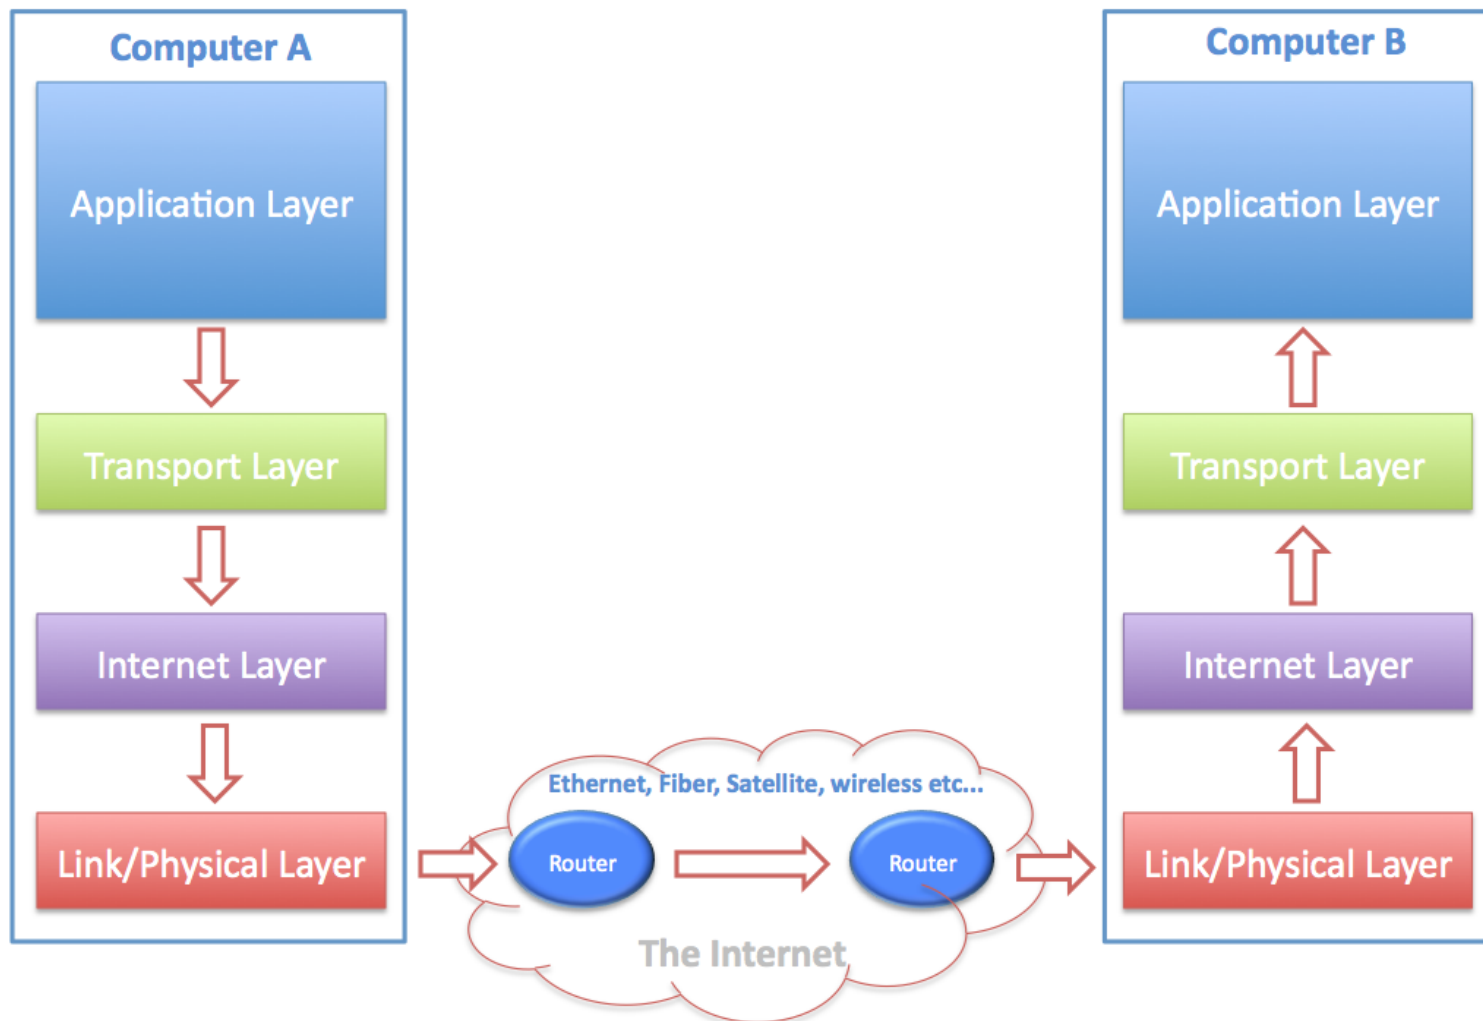 Computer A
Application Layer
Transport Layer
Internet Layer
Link/Physical Layer
Ethernet, Fiber, Satellite, wireless etc...
Router
Router
The Internet
Computer B
Application Layer
Transport Layer
Internet Layer
Link/Physical Layer